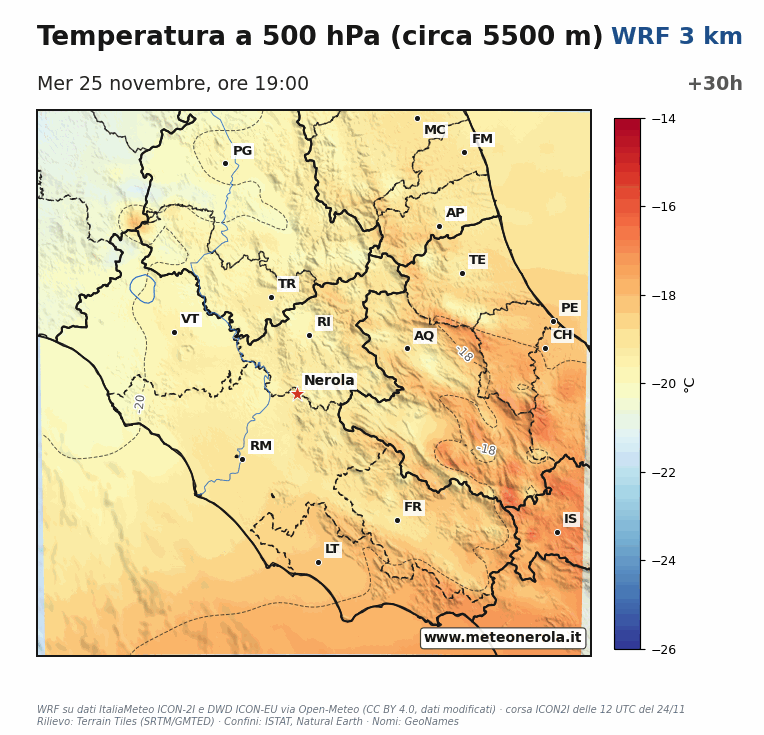 Temperatura a 500 hPa (circa 5500 m) WRF 3 km
Mer 25 novembre, ore 19:00 +30h
MC
FM
PG
AP
TE
TR
PE
VT
RI
AQ
CH
-18
Nerola
-20
RM
-18
FR
IS
LT
www.meteonerola.it
−14
−16
−18
−20
−22
−24
−26
°C
WRF su dati ItaliaMeteo ICON-2I e DWD ICON-EU via Open-Meteo (CC BY 4.0, dati modificati) · corsa ICON2I delle 12 UTC del 24/11
Rilievo: Terrain Tiles (SRTM/GMTED) · Confini: ISTAT, Natural Earth · Nomi: GeoNames